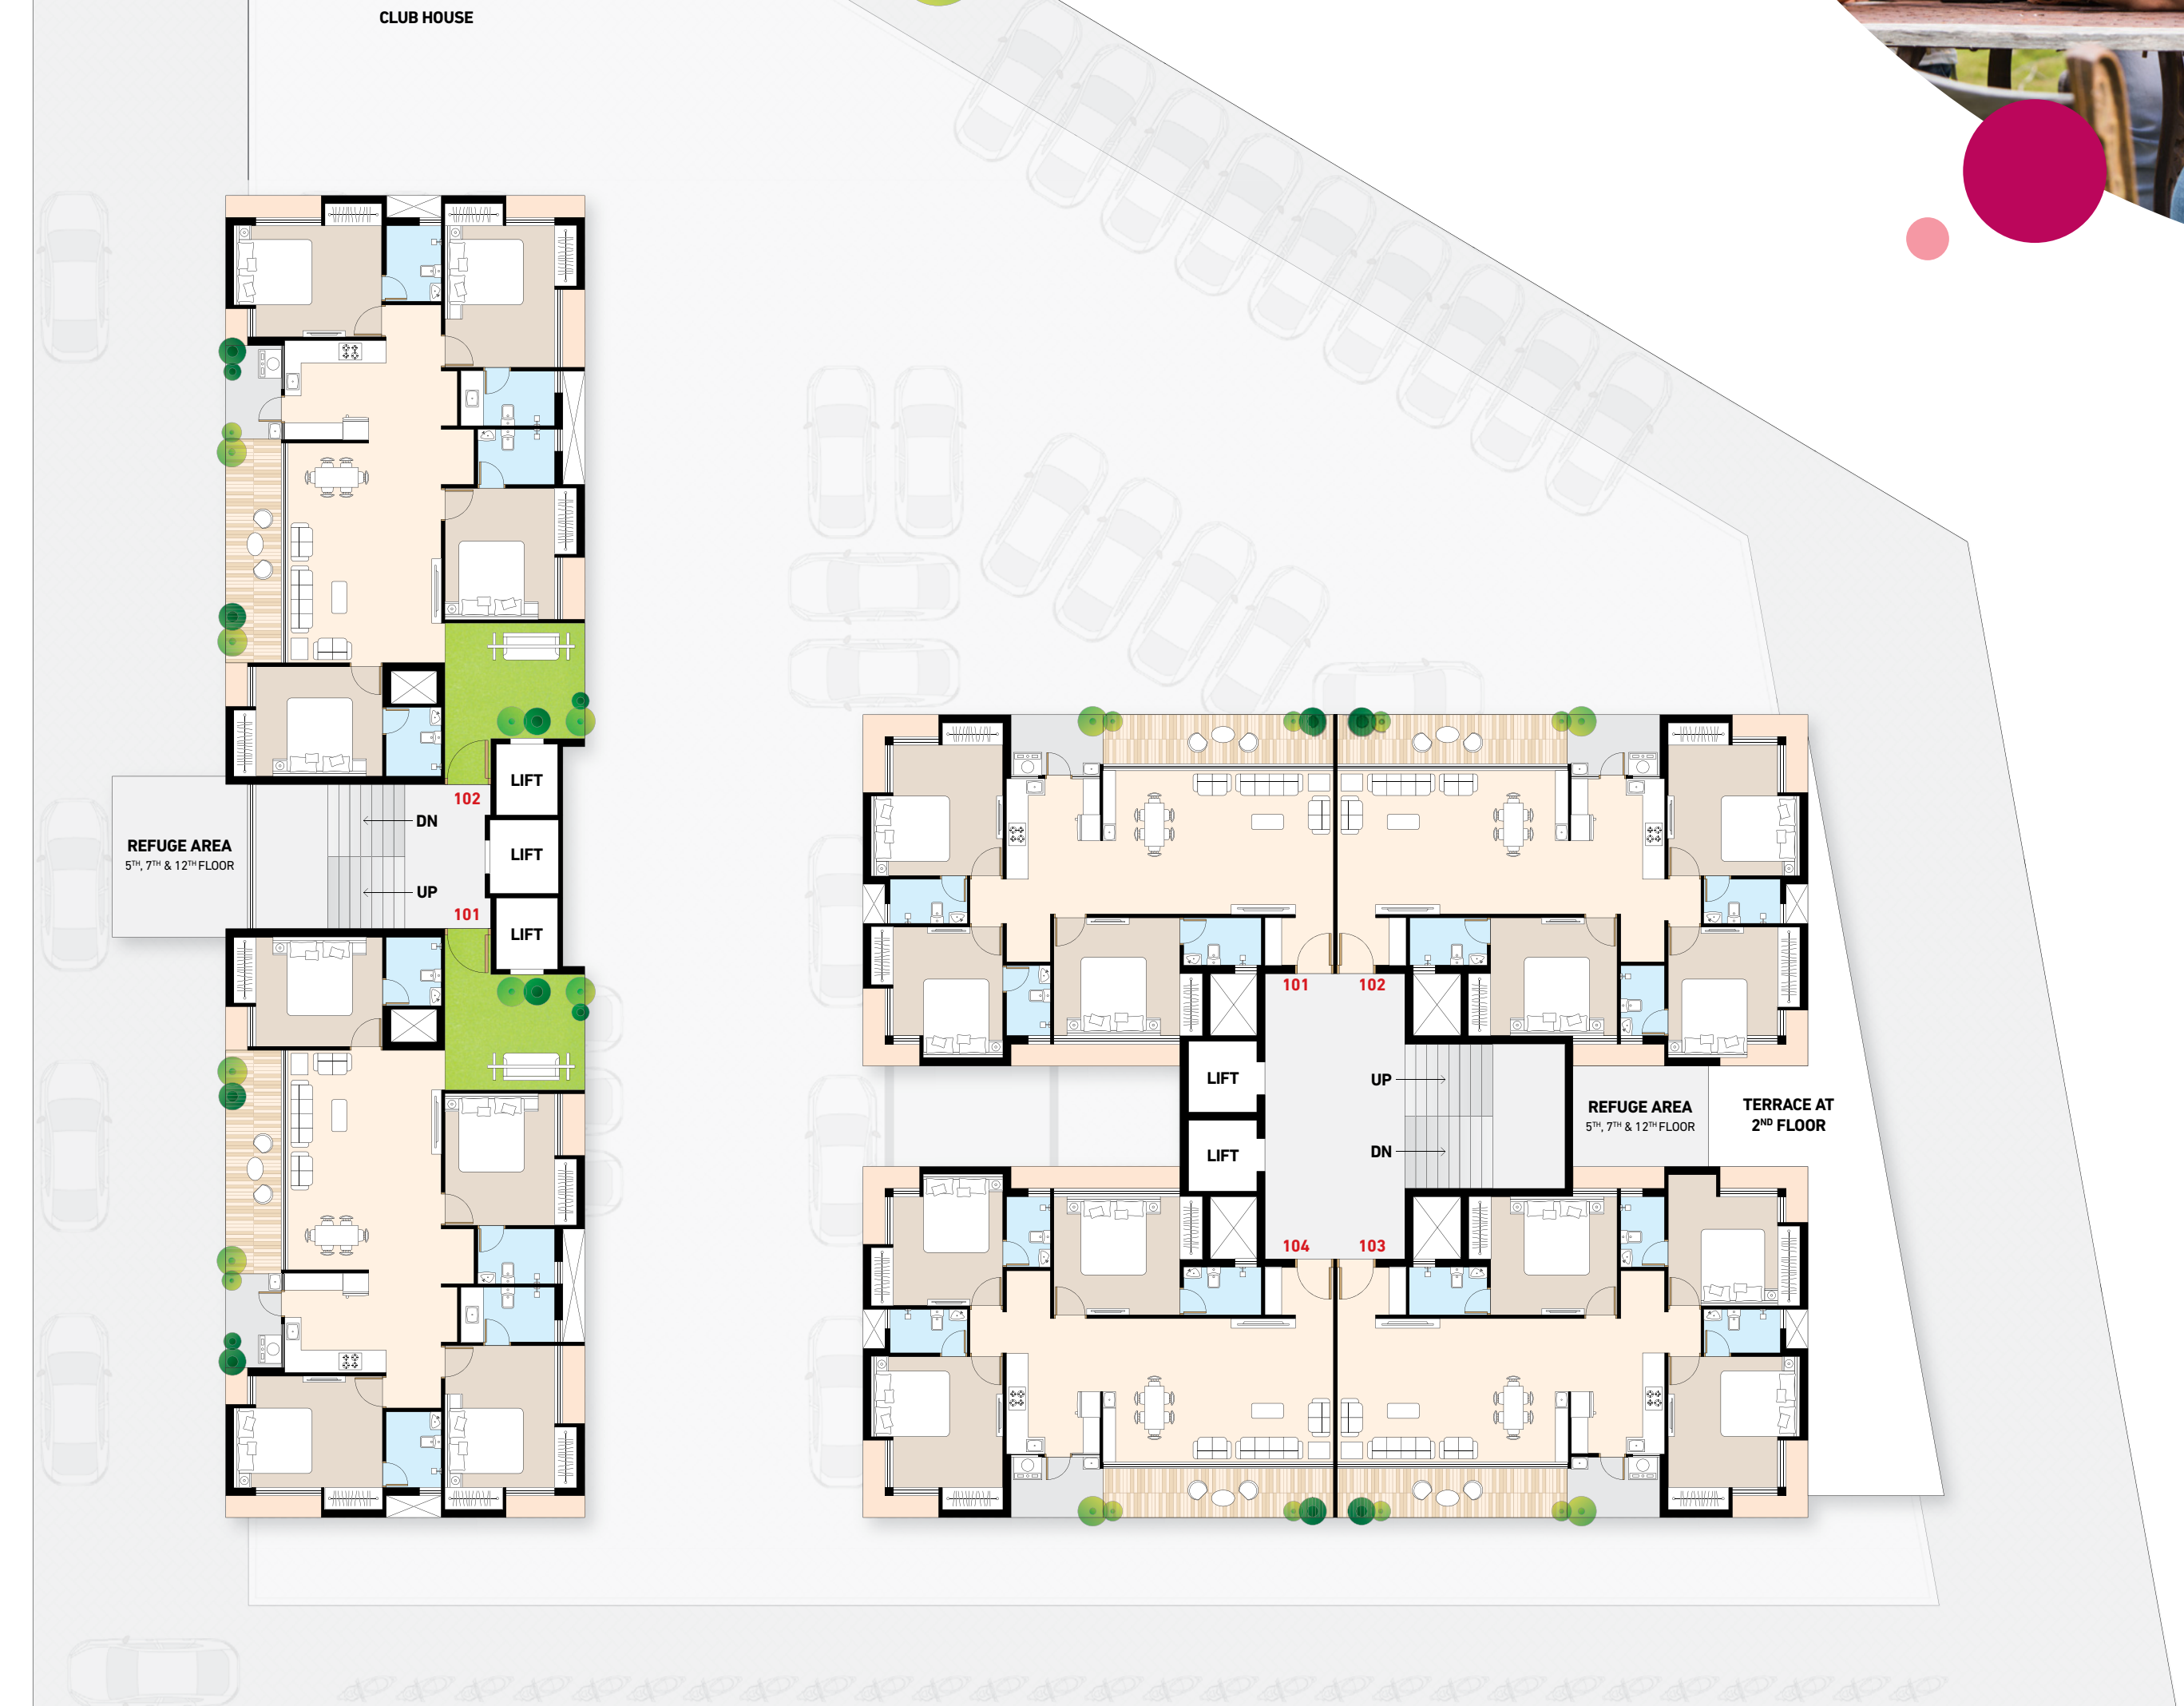 CLUB HOUSE
LIFT
102
DN
REFUGE AREA
5TH, 7TH & 12TH FLOOR
LIFT
UP
101
LIFT
101
102
LIFT
UP
REFUGE AREA
5TH, 7TH & 12TH FLOOR
TERRACE AT
2ND FLOOR
LIFT
DN
104
103